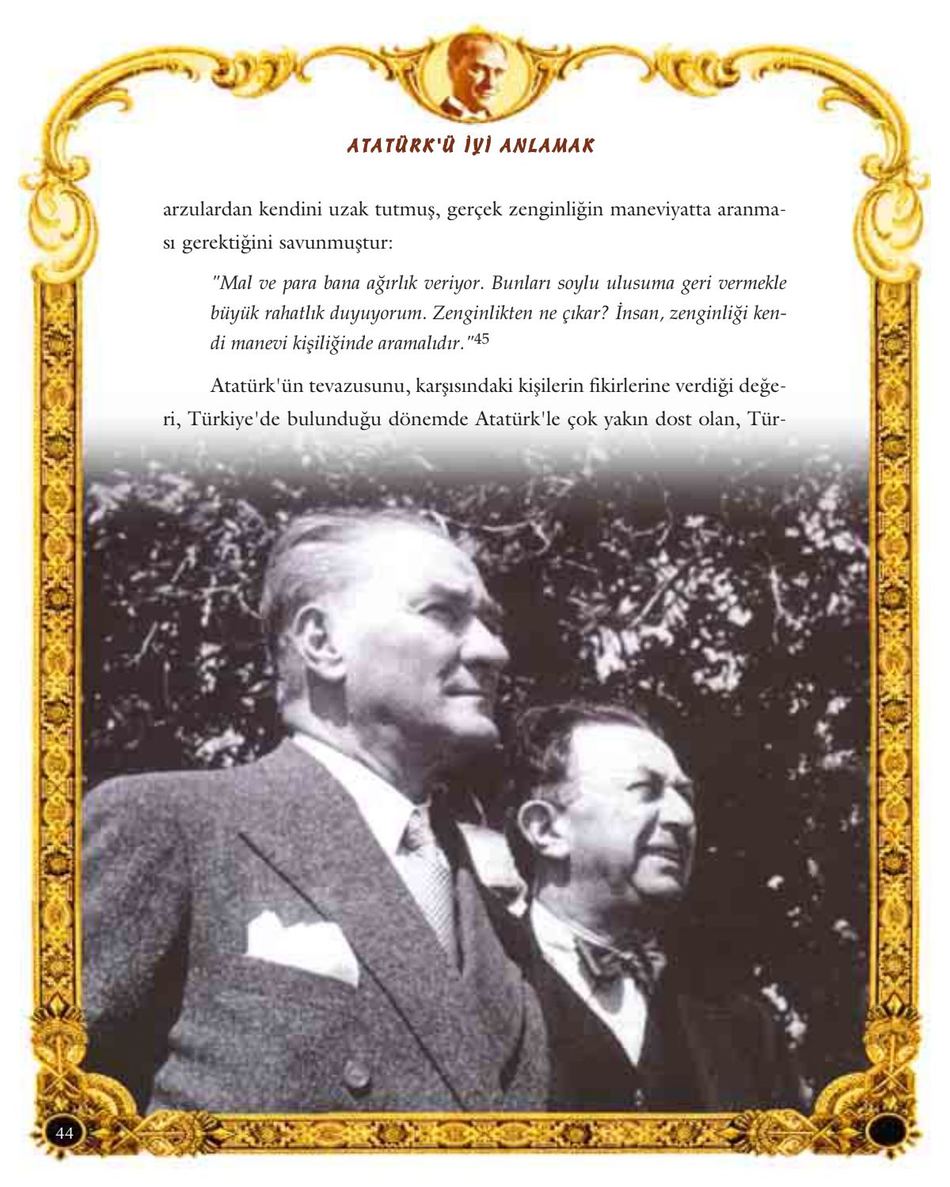 ATATÜRK'Ü İYİ ANLAMAK
arzulardan kendini uzak tutmuş, gerçek zenginliğin maneviyatta aranma-
sı gerektiğini savunmuştur:
"Mal ve para bana ağırlık veriyor. Bunları soylu ulusuma geri vermekle
büyük rahatlık duyuyorum. Zenginlikten ne çıkar? İnsan, zenginliği ken-
di manevi kişiliğinde aramalıdır."45
Atatürk'ün tevazusunu, karşısındaki kişilerin fikirlerine verdiği değe-
ri, Türkiye'de bulunduğu dönemde Atatürk'le çok yakın dost olan, Tür-
44